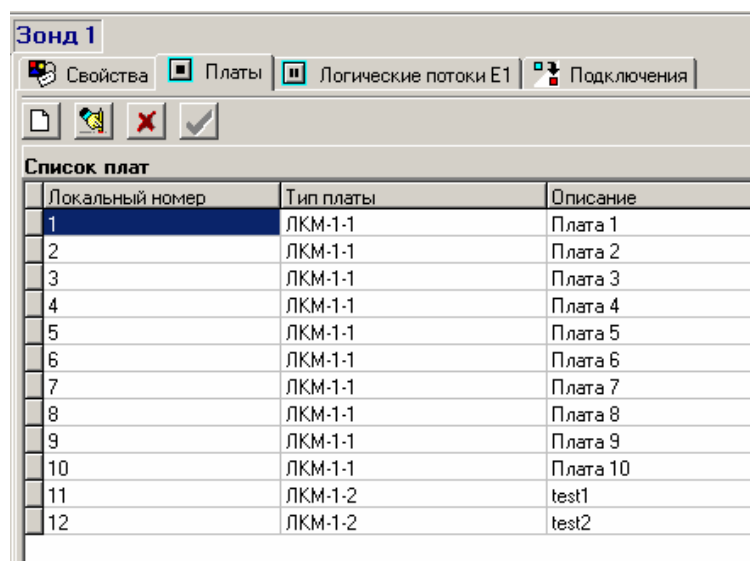 Зонд 1
Свойства Платы Логические потоки E1 Подключения
Список плат
Локальный номер Тип платы Описание
1 ЛКМ-1-1 Плата 1
2 ЛКМ-1-1 Плата 2
3 ЛКМ-1-1 Плата 3
4 ЛКМ-1-1 Плата 4
5 ЛКМ-1-1 Плата 5
6 ЛКМ-1-1 Плата 6
7 ЛКМ-1-1 Плата 7
8 ЛКМ-1-1 Плата 8
9 ЛКМ-1-1 Плата 9
10 ЛКМ-1-1 Плата 10
11 ЛКМ-1-2 test1
12 ЛКМ-1-2 test2